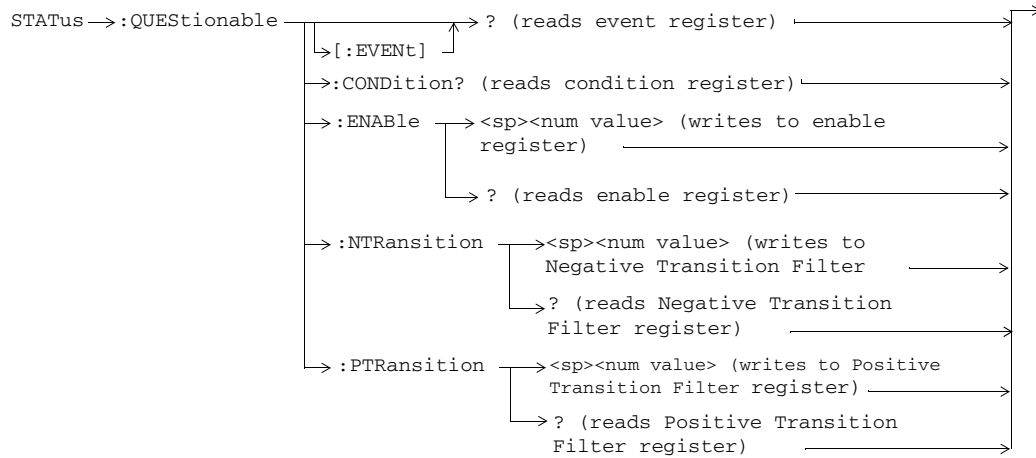 STATus :QUEStionable ? (reads event register)
[:EVENt]
:CONDition? (reads condition register)
:ENABle <sp><num value> (writes to enable
register)
? (reads enable register)
:NTRansition <sp><num value> (writes to
Negative Transition Filter
? (reads Negative Transition
Filter register)
:PTRansition <sp><num value> (writes to Positive
Transition Filter register)
? (reads Positive Transition
Filter register)